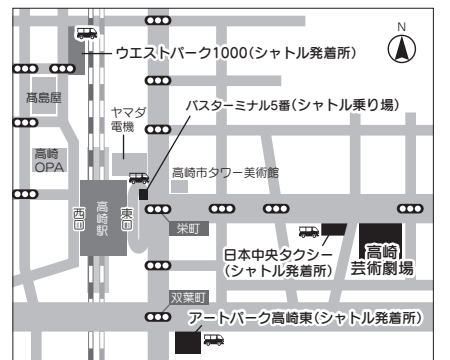 N
ウエストパーク1000(シャトル発着所)
髙島屋
ヤマダ
電機
バスターミナル5番(シャトル乗り場)
高崎
OPA
高崎市タワー美術館
西口
高崎駅
東口
栄町
日本中央タクシー
(シャトル発着所)
高崎
芸術劇場
双葉町
アートパーク高崎東(シャトル発着所)